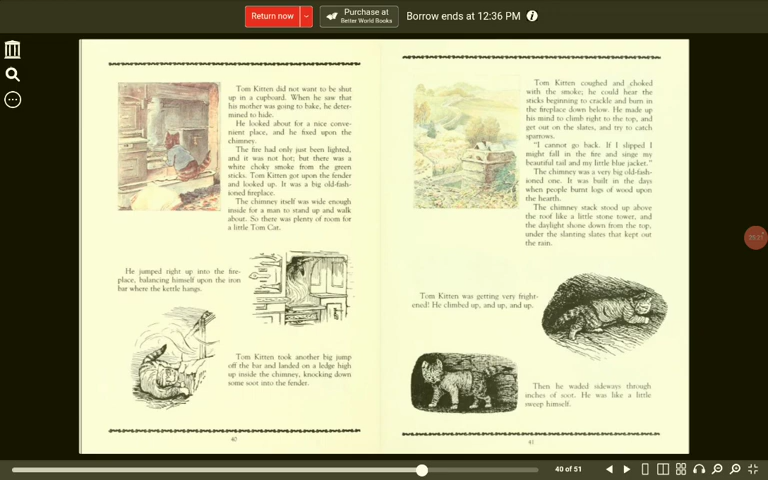 Return now
Purchase at
Better World Books
Borrow ends at 12:36 PM
Tom Kitten did not want to be shut
up in a cupboard. When he saw that
his mother was going to bake, he deter-
mined to hide.
He looked about for a nice conve-
nient place, and he fixed upon the
chimney.
The fire had only just been lighted,
and it was not hot; but there was a
white choky smoke from the green
sticks. Tom Kitten got upon the fender
and looked up. It was a big old-fash-
ioned fireplace.
The chimney itself was wide enough
inside for a man to stand up and walk
about. So there was plenty of room for
a little Tom Cat.
He jumped right up into the fire-
place, balancing himself upon the iron
bar where the kettle hangs.
Tom Kitten took another big jump
off the bar and landed on a ledge high
up inside the chimney, knocking down
some soot into the fender.
40
Tom Kitten coughed and choked
with the smoke; he could hear the
sticks beginning to crackle and burn in
the fireplace down below. He made up
his mind to climb right to the top, and
get out on the slates, and try to catch
sparrows.
"I cannot go back. If I slipped I
might fall in the fire and singe my
beautiful tail and my little blue jacket."
The chimney was a very big old-fash-
ioned one. It was built in the days
when people burnt logs of wood upon
the hearth.
The chimney stack stood up above
the roof like a little stone tower, and
the daylight shone down from the top,
under the slanting slates that kept out
the rain.
Tom Kitten was getting very fright-
ened! He climbed up, and up, and up.
Then he waded sideways through
inches of soot. He was like a little
sweep himself.
41
40 of 51